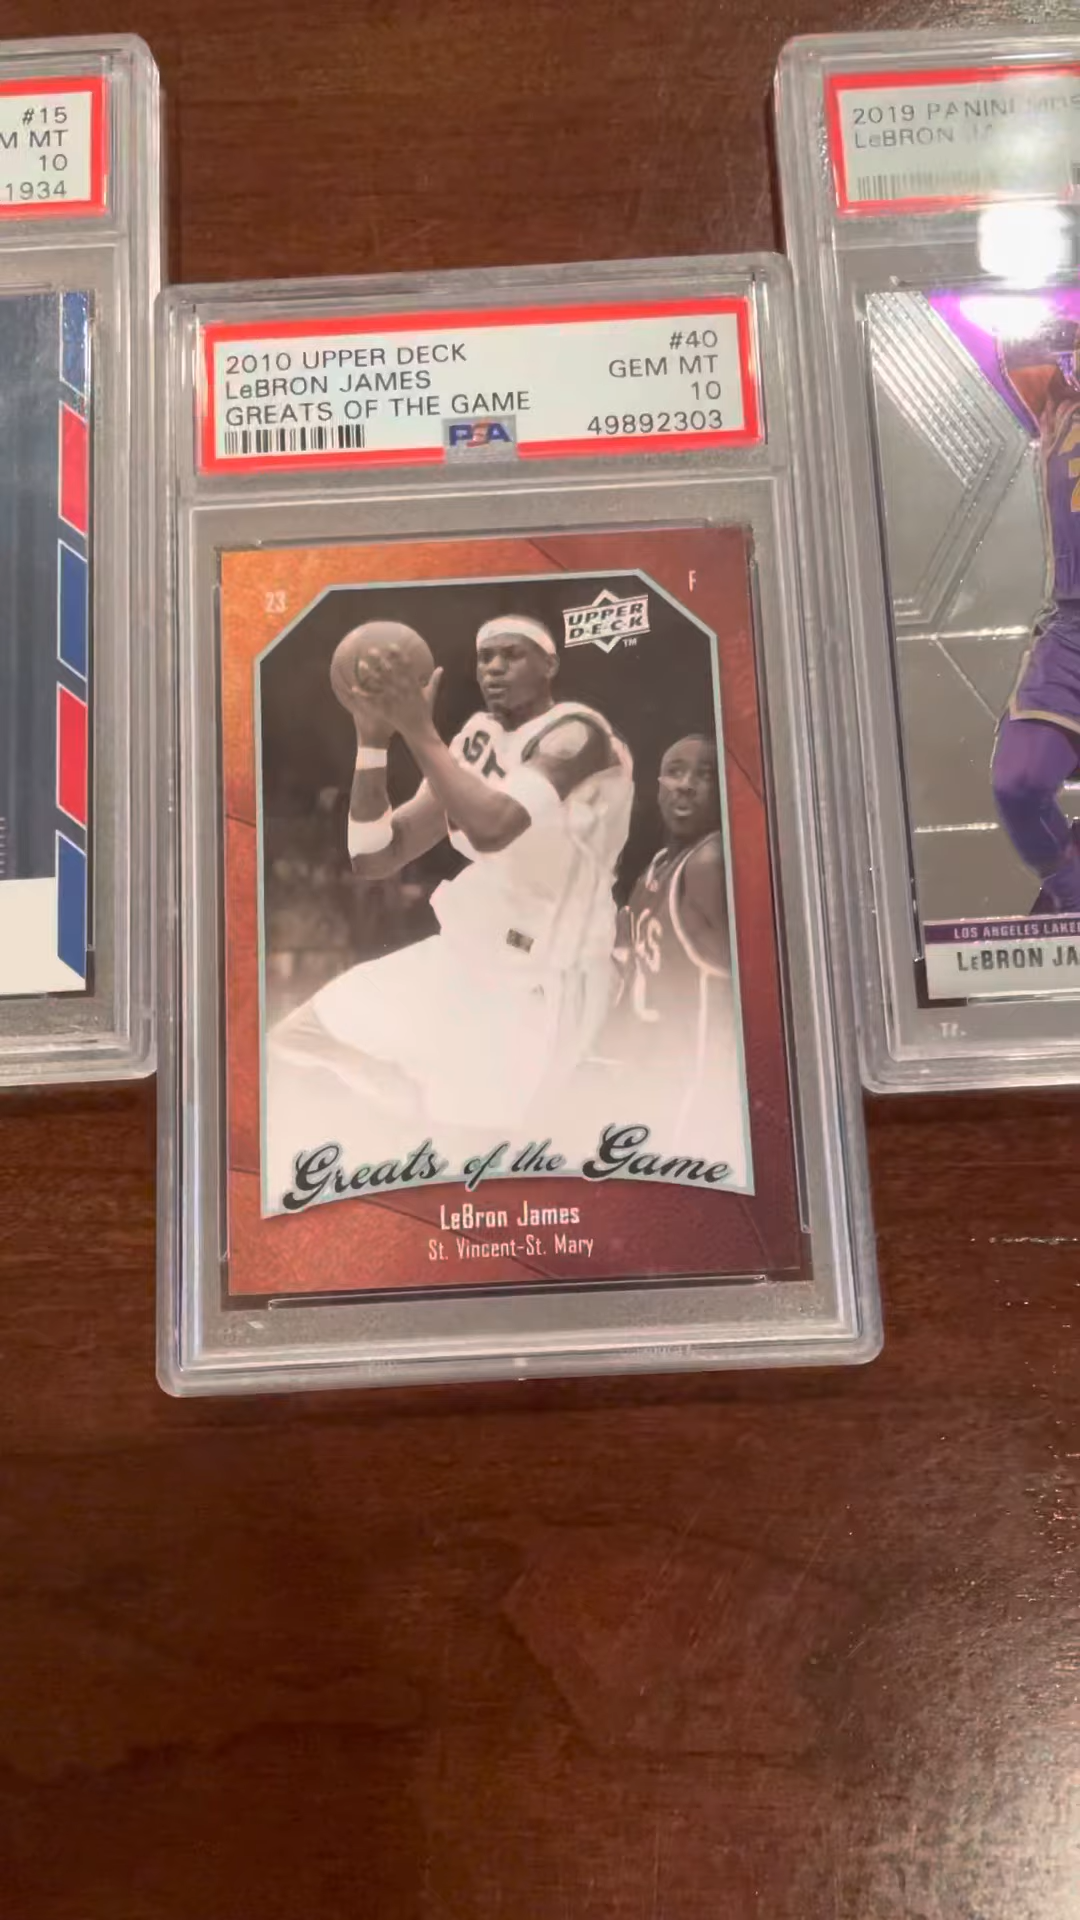 #15
M MT
10
1934
2010 UPPER DECK
LeBRON JAMES
GREATS OF THE GAME
#40
GEM MT
10
49892303
PSA
2019 PANINI
LeBRON
23
F
UPPER
DECK
TM
ST
Greats of the Game
LeBron James
St. Vincent-St. Mary
LOS ANGELES LAKE
LeBRON JA